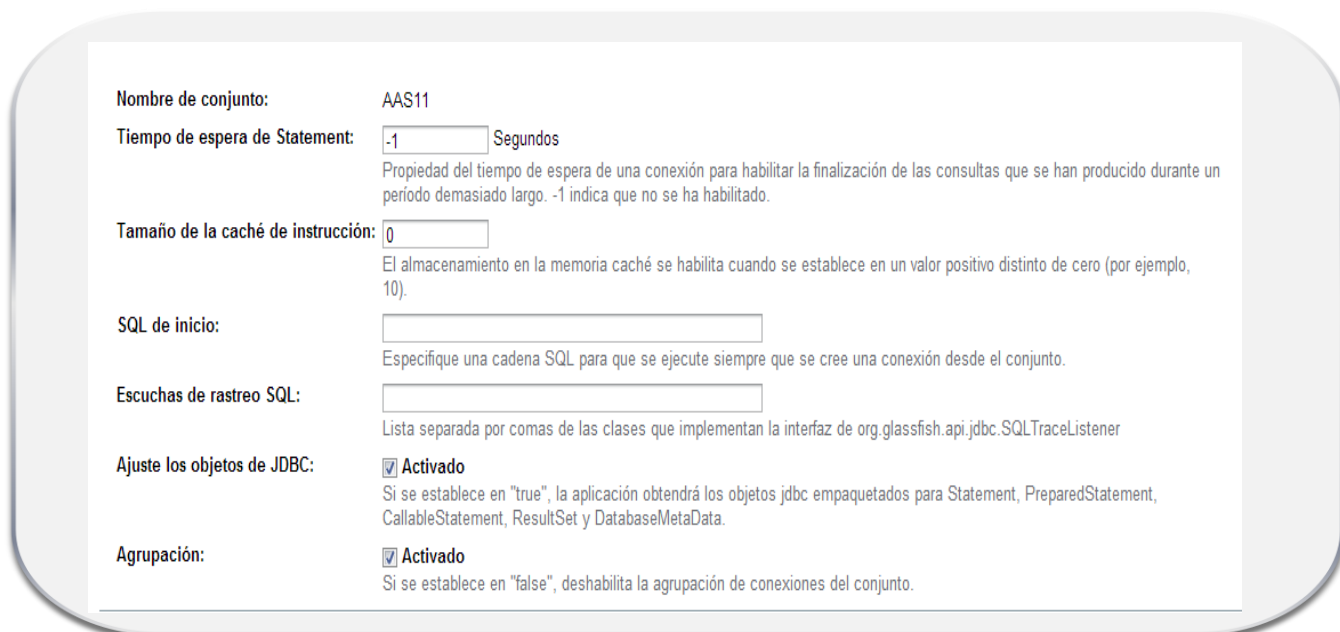 Nombre de conjunto: AAS11
Tiempo de espera de Statement: -1 Segundos
Propiedad del tiempo de espera de una conexión para habilitar la finalización de las consultas que se han producido durante un
período demasiado largo. -1 indica que no se ha habilitado.
Tamaño de la caché de instrucción: 0
El almacenamiento en la memoria caché se habilita cuando se establece en un valor positivo distinto de cero (por ejemplo,
10).
SQL de inicio:
Especifique una cadena SQL para que se ejecute siempre que se cree una conexión desde el conjunto.
Escuchas de rastreo SQL:
Lista separada por comas de las clases que implementan la interfaz de org.glassfish.api.jdbc.SQLTraceListener
Ajuste los objetos de JDBC: Activado
Si se establece en "true", la aplicación obtendrá los objetos jdbc empaquetados para Statement, PreparedStatement,
CallableStatement, ResultSet y DatabaseMetaData.
Agrupación: Activado
Si se establece en "false", deshabilita la agrupación de conexiones del conjunto.